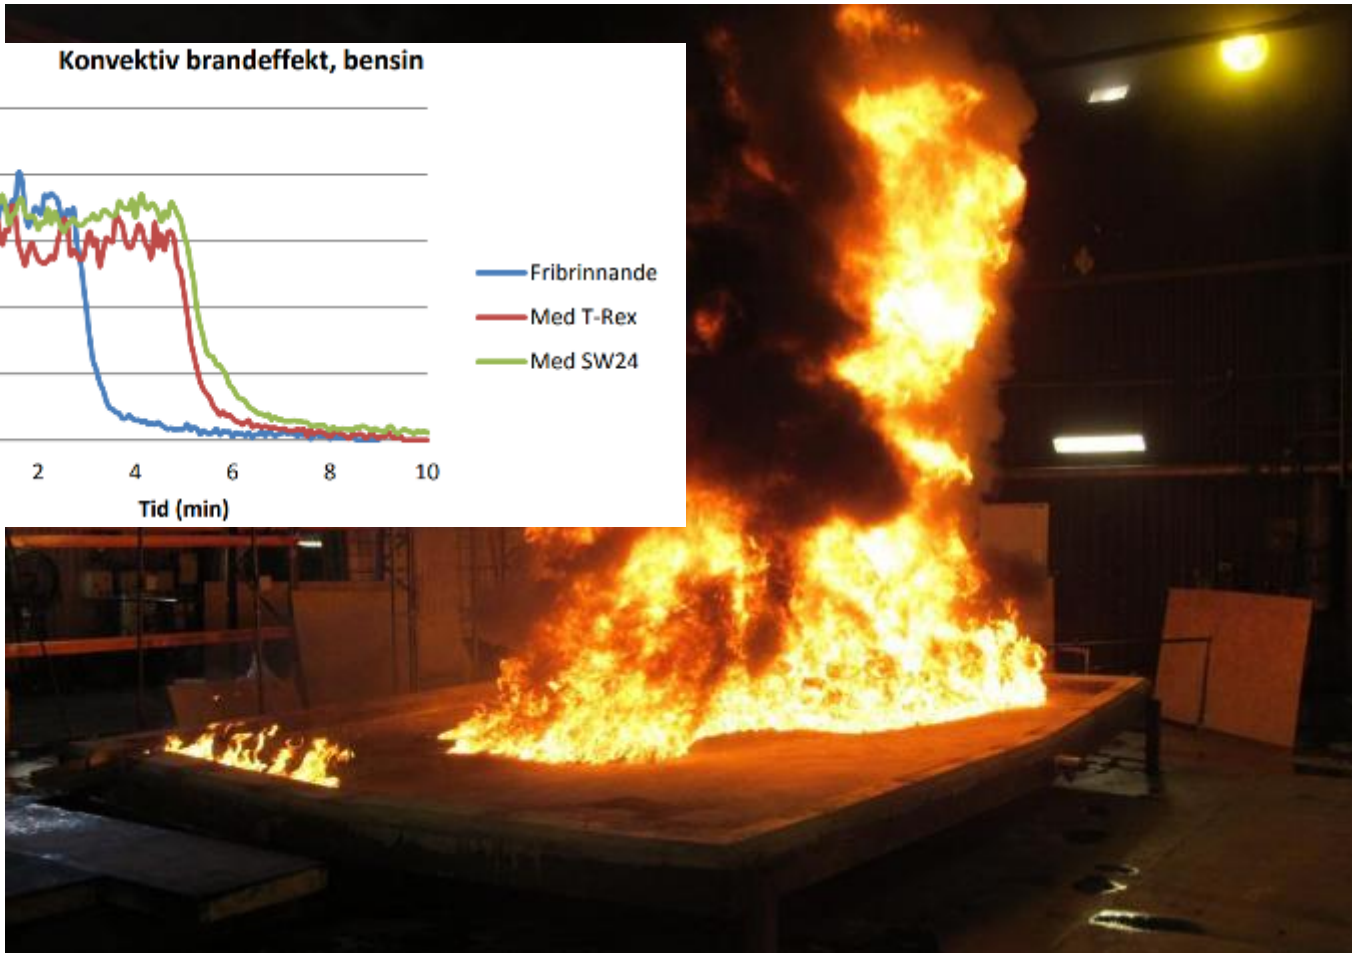 Konvektiv brandeffekt, bensin
Fribrinnande
Med T-Rex
Med SW24
2 4 6 8 10
Tid (min)